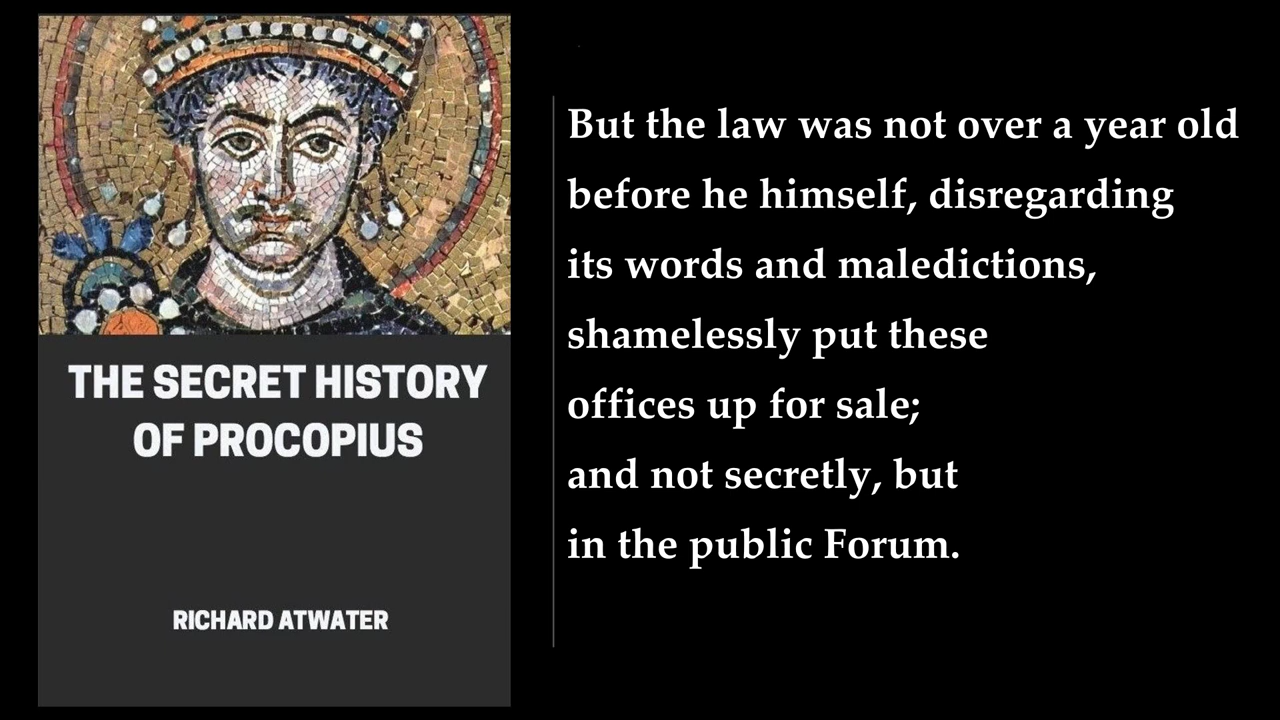 THE SECRET HISTORY
OF PROCOPIUS
RICHARD ATWATER
But the law was not over a year old
before he himself, disregarding
its words and maledictions,
shamelessly put these
offices up for sale;
and not secretly, but
in the public Forum.